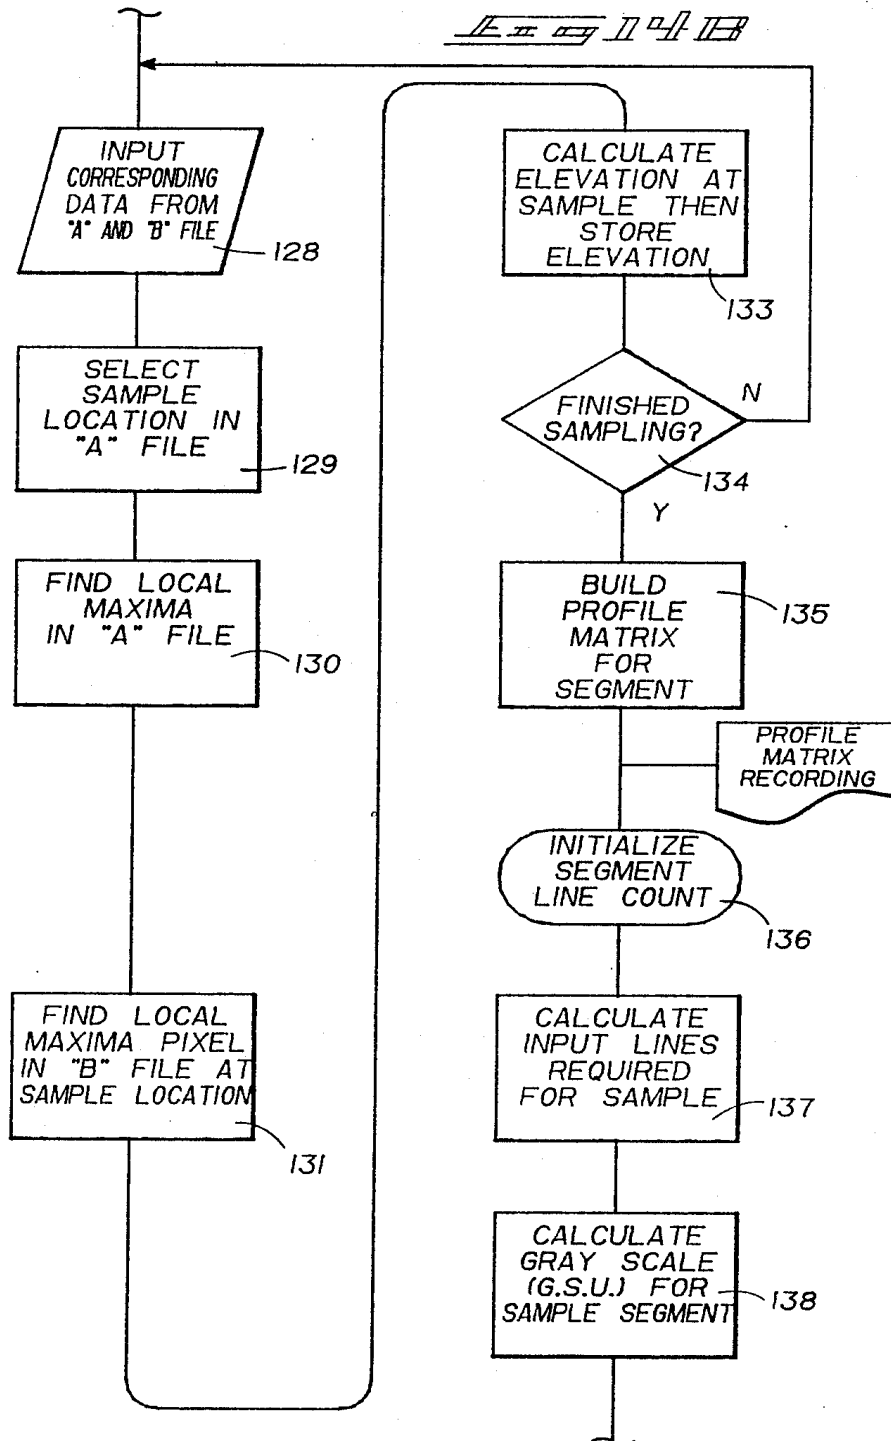 Fig 14B
INPUT
CORRESPONDING
DATA FROM
"A" AND "B" FILE
128
SELECT
SAMPLE
LOCATION IN
"A" FILE
129
FIND LOCAL
MAXIMA
IN "A" FILE
130
FIND LOCAL
MAXIMA PIXEL
IN "B" FILE AT
SAMPLE LOCATION
131
CALCULATE
ELEVATION AT
SAMPLE THEN
STORE
ELEVATION
133
FINISHED
SAMPLING?
134
N
Y
BUILD
PROFILE
MATRIX
FOR
SEGMENT
135
PROFILE
MATRIX
RECORDING
INITIALIZE
SEGMENT
LINE COUNT
136
CALCULATE
INPUT LINES
REQUIRED
FOR SAMPLE
137
CALCULATE
GRAY SCALE
(G.S.U.) FOR
SAMPLE SEGMENT
138